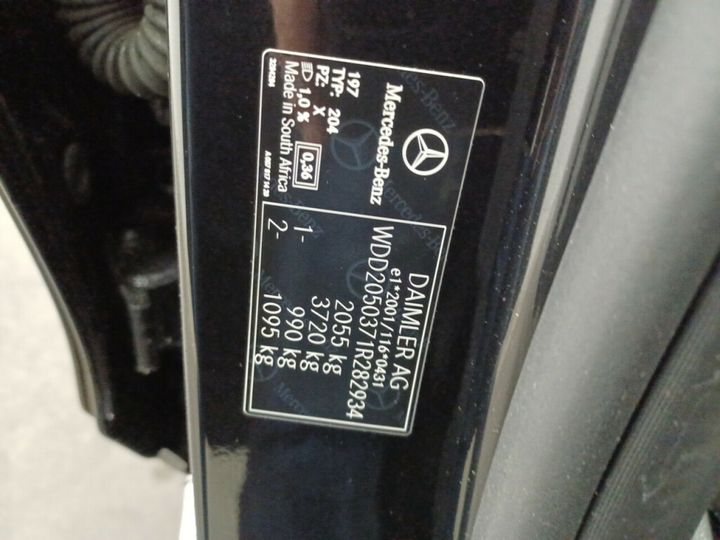 Mercedes-Benz
197
TYP: 204
PZ: X
1,0 %
0,36
Made in South Africa
DAIMLER AG
e1*2001/116*0431
WDD2050371R282934
2055 kg
3720 kg
1- 990 kg
2- 1095 kg